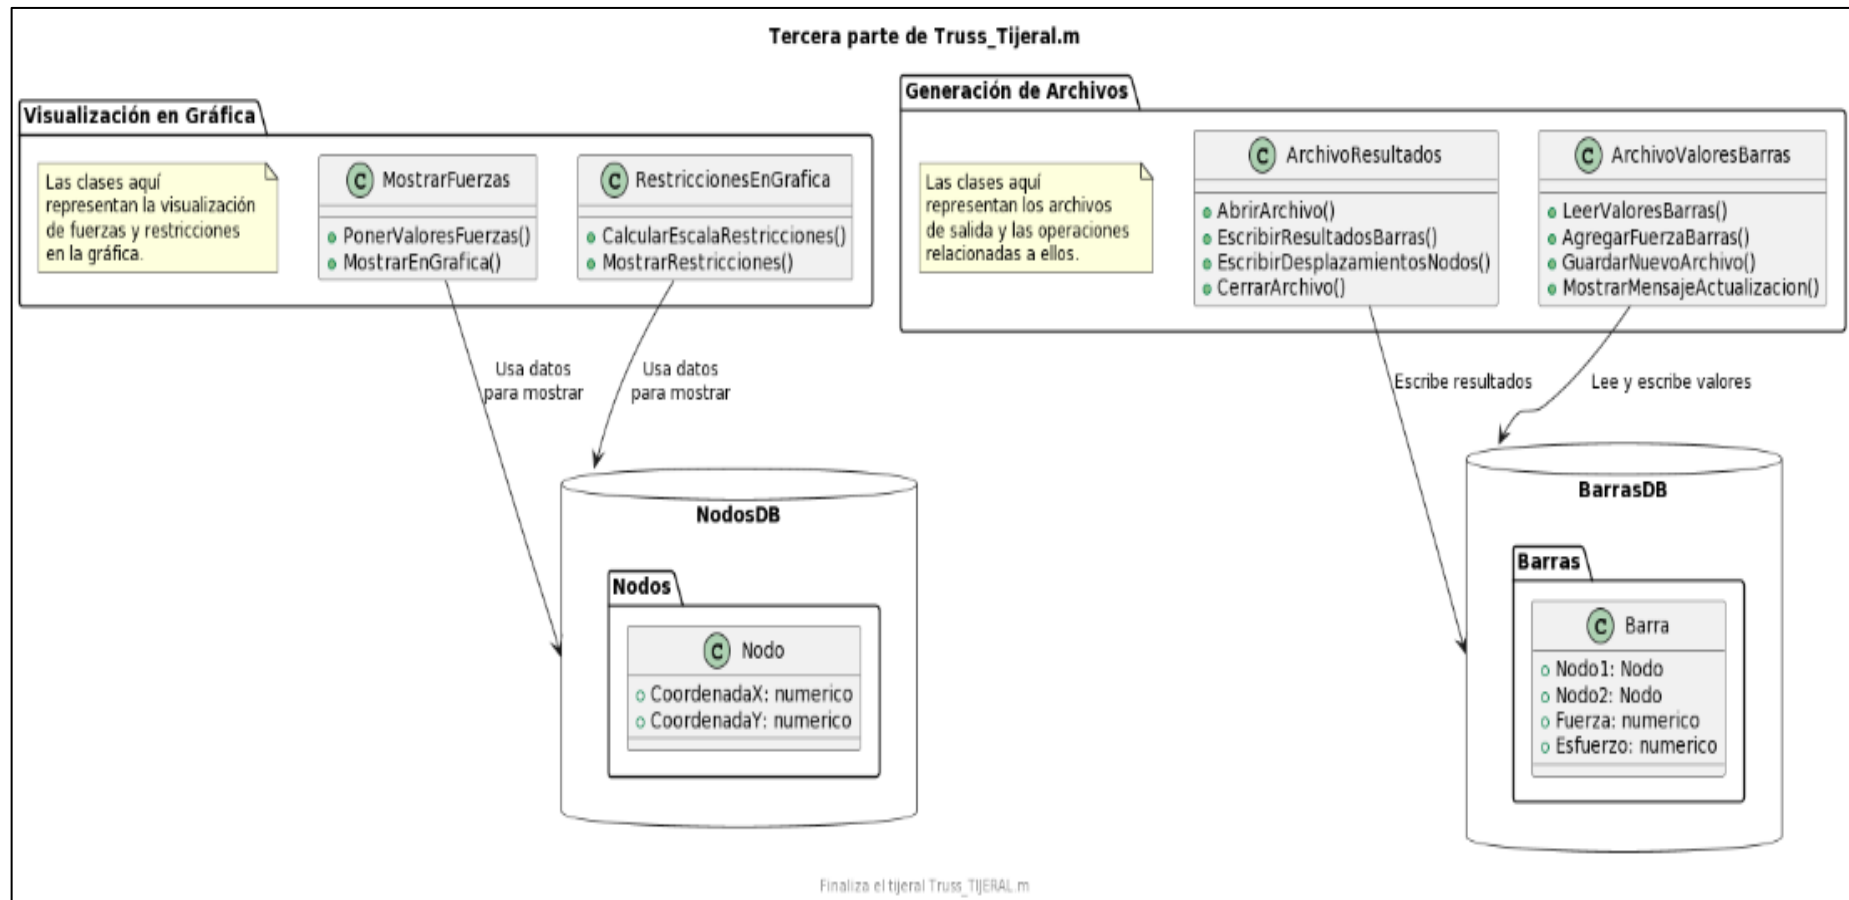 Tercera parte de Truss_Tijeral.m
Visualización en Gráfica
Las clases aquí
representan la visualización
de fuerzas y restricciones
en la gráfica.
C MostrarFuerzas
PonerValoresFuerzas()
MostrarEnGrafica()
C RestriccionesEnGrafica
CalcularEscalaRestricciones()
MostrarRestricciones()
Generación de Archivos
Las clases aquí
representan los archivos
de salida y las operaciones
relacionadas a ellos.
C ArchivoResultados
AbrirArchivo()
EscribirResultadosBarras()
EscribirDesplazamientosNodos()
CerrarArchivo()
C ArchivoValoresBarras
LeerValoresBarras()
AgregarFuerzaBarras()
GuardarNuevoArchivo()
MostrarMensajeActualizacion()
Usa datos
para mostrar
Usa datos
para mostrar
Escribe resultados
Lee y escribe valores
NodosDB
Nodos
C Nodo
CoordenadaX: numerico
CoordenadaY: numerico
BarrasDB
Barras
C Barra
Nodo1: Nodo
Nodo2: Nodo
Fuerza: numerico
Esfuerzo: numerico
Finaliza el tijeral Truss_TIJERAL.m